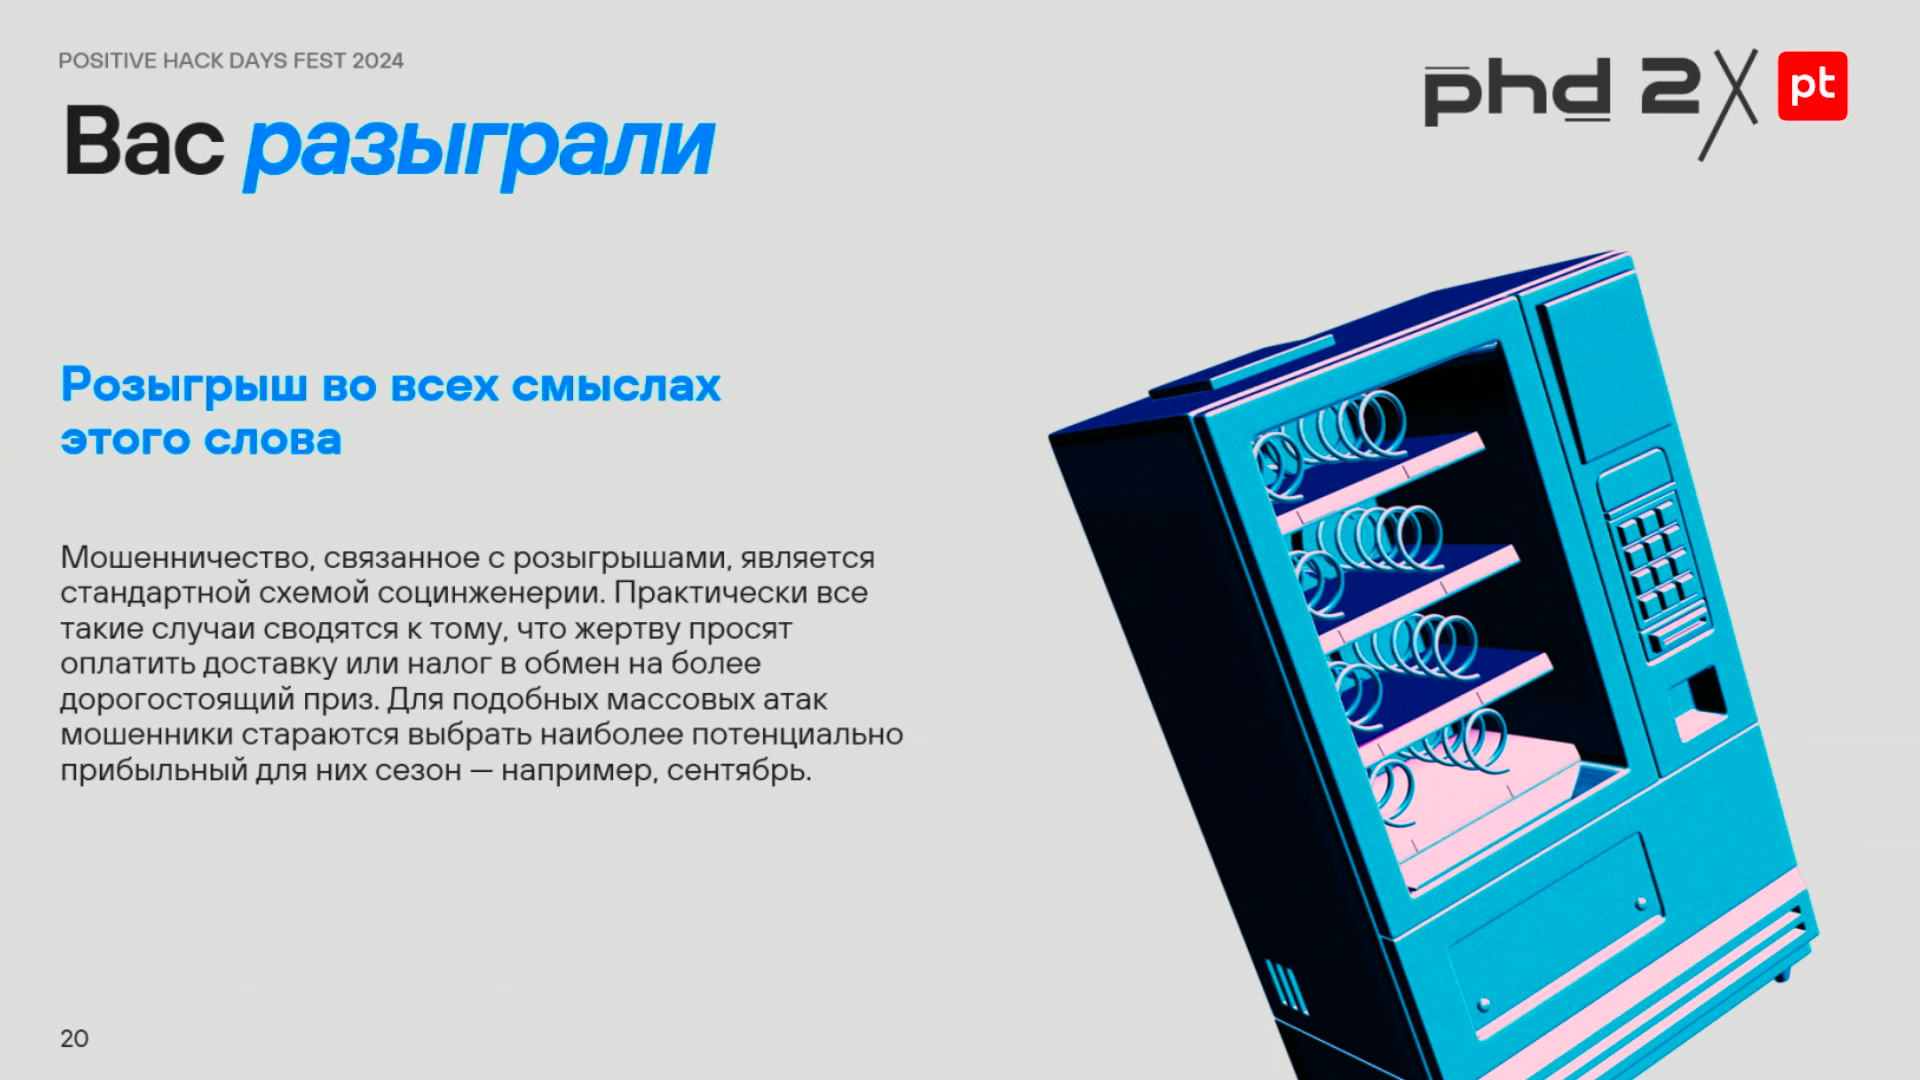 POSITIVE HACK DAYS FEST 2024
phd 2X pt
Вас разыграли
Розыгрыш во всех смыслах
этого слова
Мошенничество, связанное с розыгрышами, является
стандартной схемой социнженерии. Практически все
такие случаи сводятся к тому, что жертву просят
оплатить доставку или налог в обмен на более
дорогостоящий приз. Для подобных массовых атак
мошенники стараются выбрать наиболее потенциально
прибыльный для них сезон — например, сентябрь.
20